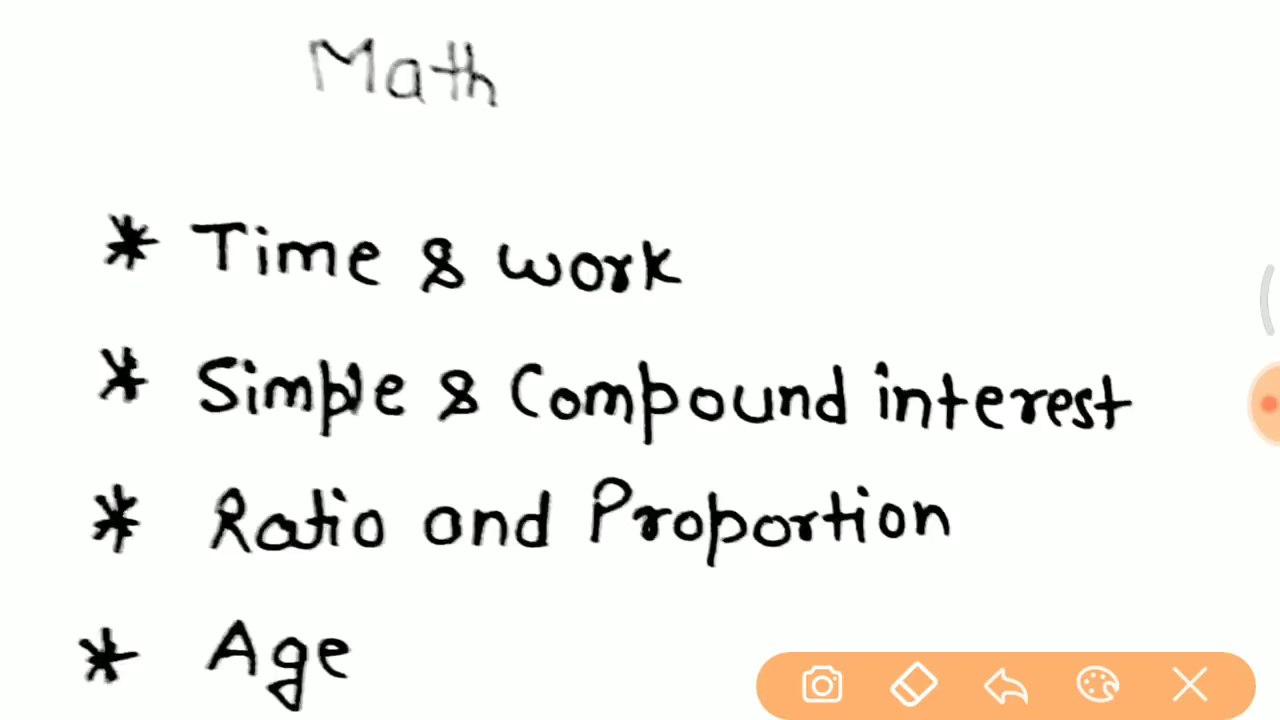 Math
* Time & work
* Simple & Compound interest
* Ratio and Proportion
* Age